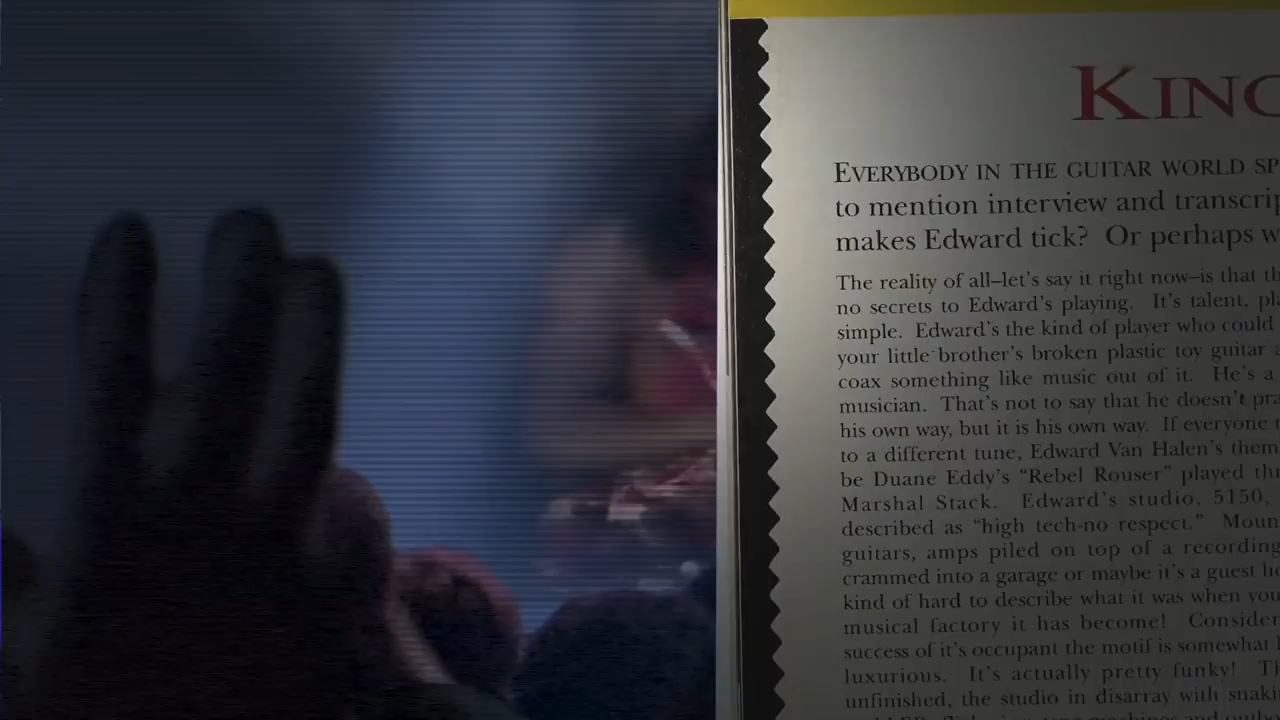 KING
EVERYBODY IN THE GUITAR WORLD SP
to mention interview and transcrip
makes Edward tick? Or perhaps w
The reality of all–let's say it right now–is that th
no secrets to Edward's playing. It's talent, pl
simple. Edward's the kind of player who could
your little brother's broken plastic toy guitar a
coax something like music out of it. He's a
musician. That's not to say that he doesn't pra
his own way, but it is his own way. If everyone
to a different tune, Edward Van Halen's them
be Duane Eddy's "Rebel Rouser" played thu
Marshal Stack. Edward's studio, 5150,
described as "high tech-no respect." Moun
guitars, amps piled on top of a recording
crammed into a garage or maybe it's a guest ho
kind of hard to describe what it was when you
musical factory it has become! Consider
success of it's occupant the motif is somewhat
luxurious. It's actually pretty funky! Th
unfinished, the studio in disarray with snaki